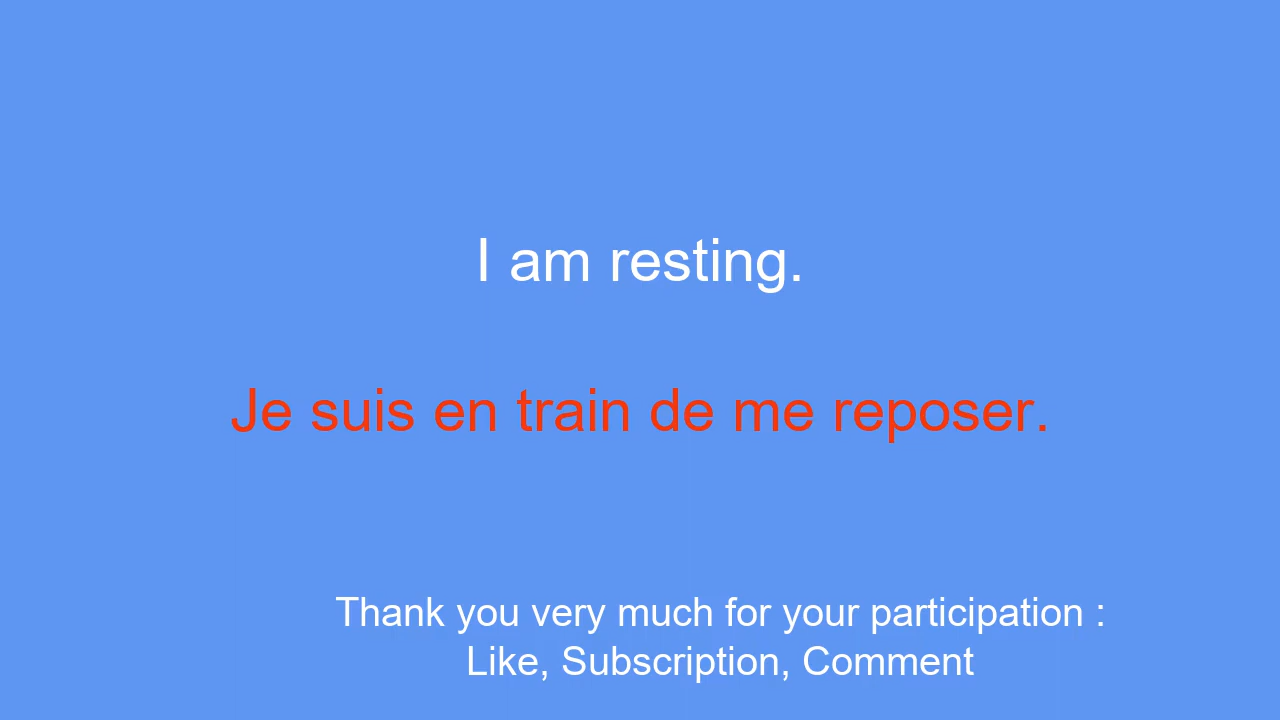 I am resting.
Je suis en train de me reposer.
Thank you very much for your participation :
Like, Subscription, Comment